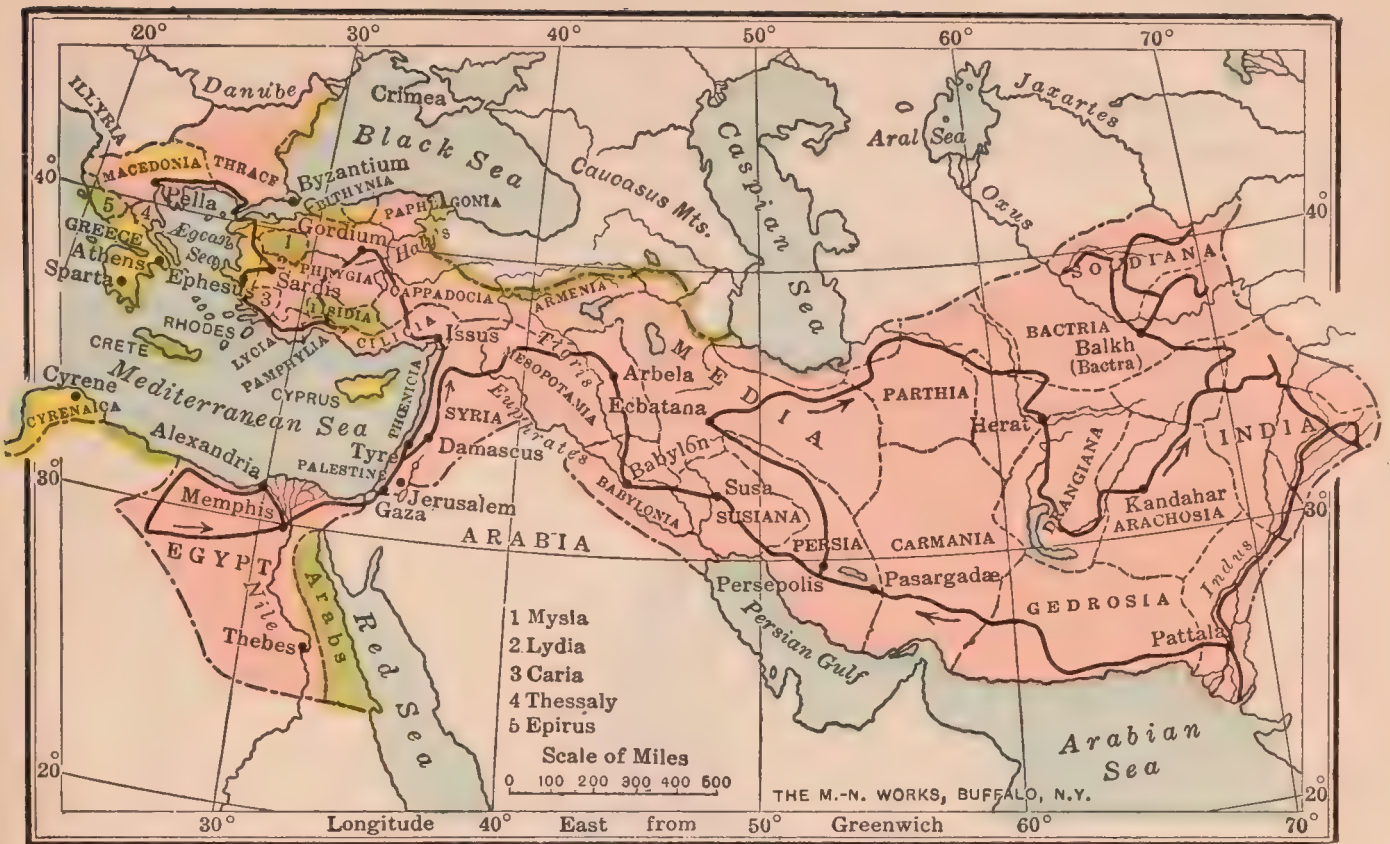 20° 30° 40° 50° 60° 70°
ILLYRIA
Danube
Crimea
Black Sea
Caucasus Mts.
Caspian Sea
Aral Sea
Jaxartes
Oxus
40°
40°
MACEDONIA
THRACE
Byzantium
BITHYNIA
PAPHLAGONIA
Pella
5
4
Ægean Sea
1
Gordium
Haly's
GREECE
Athens
Sparta
Ephesus
Sardis
PHRYGIA
CAPPADOCIA
ARMENIA
3
PISIDIA
SOGDIANA
RHODES
LYCIA
PAMPHYLIA
CILICIA
Issus
Tigris
MESOPOTAMIA
MEDIA
BACTRIA
Balkh
(Bactra)
CRETE
CYPRUS
Mediterranean Sea
PHŒNICIA
SYRIA
Euphrates
Arbela
Ecbatana
PARTHIA
Herat
INDIA
Cyrene
CYRENAICA
Alexandria
Tyre
Damascus
PALESTINE
Babylon
BABYLONIA
Susa
SUSIANA
DRANGIANA
Kandahar
ARACHOSIA
30°
30°
Memphis
Jerusalem
Gaza
ARABIA
PERSIA
CARMANIA
Indus
EGYPT
Nile
Arabs
Red Sea
Persepolis
Pasargadæ
GEDROSIA
Pattala
Thebes
Persian Gulf
1 Mysia
2 Lydia
3 Caria
4 Thessaly
5 Epirus
Scale of Miles
0 100 200 300 400 500
Arabian
Sea
20°
20°
THE M.-N. WORKS, BUFFALO, N.Y.
30° Longitude 40° East from 50° Greenwich 60° 70°